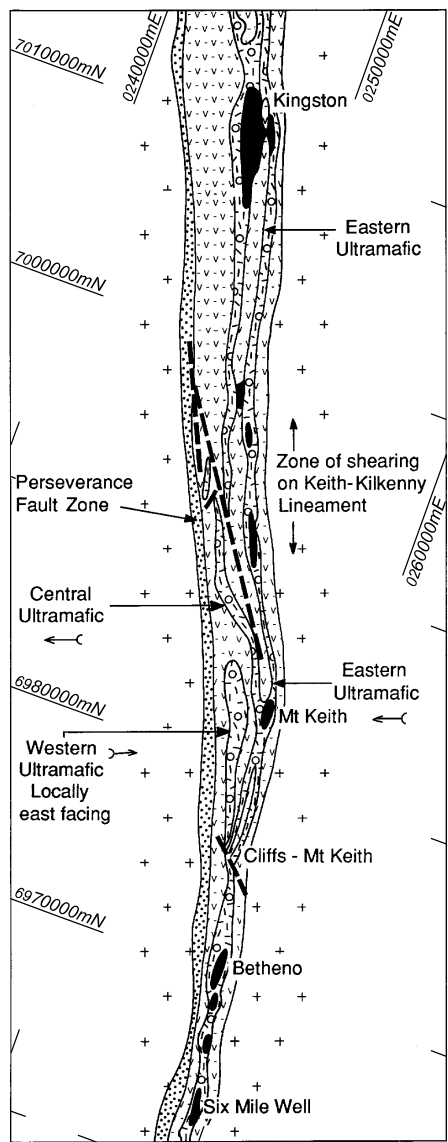 7010000mN
0240000mE
0250000mE
Kingston
Eastern
Ultramafic
7000000mN
Zone of shearing
on Keith-Kilkenny
Lineament
Perseverance
Fault Zone
0260000mE
Central
Ultramafic
Eastern
Ultramafic
6980000mN
Mt Keith
Western
Ultramafic
Locally
east facing
Cliffs - Mt Keith
6970000mN
Betheno
Six Mile Well